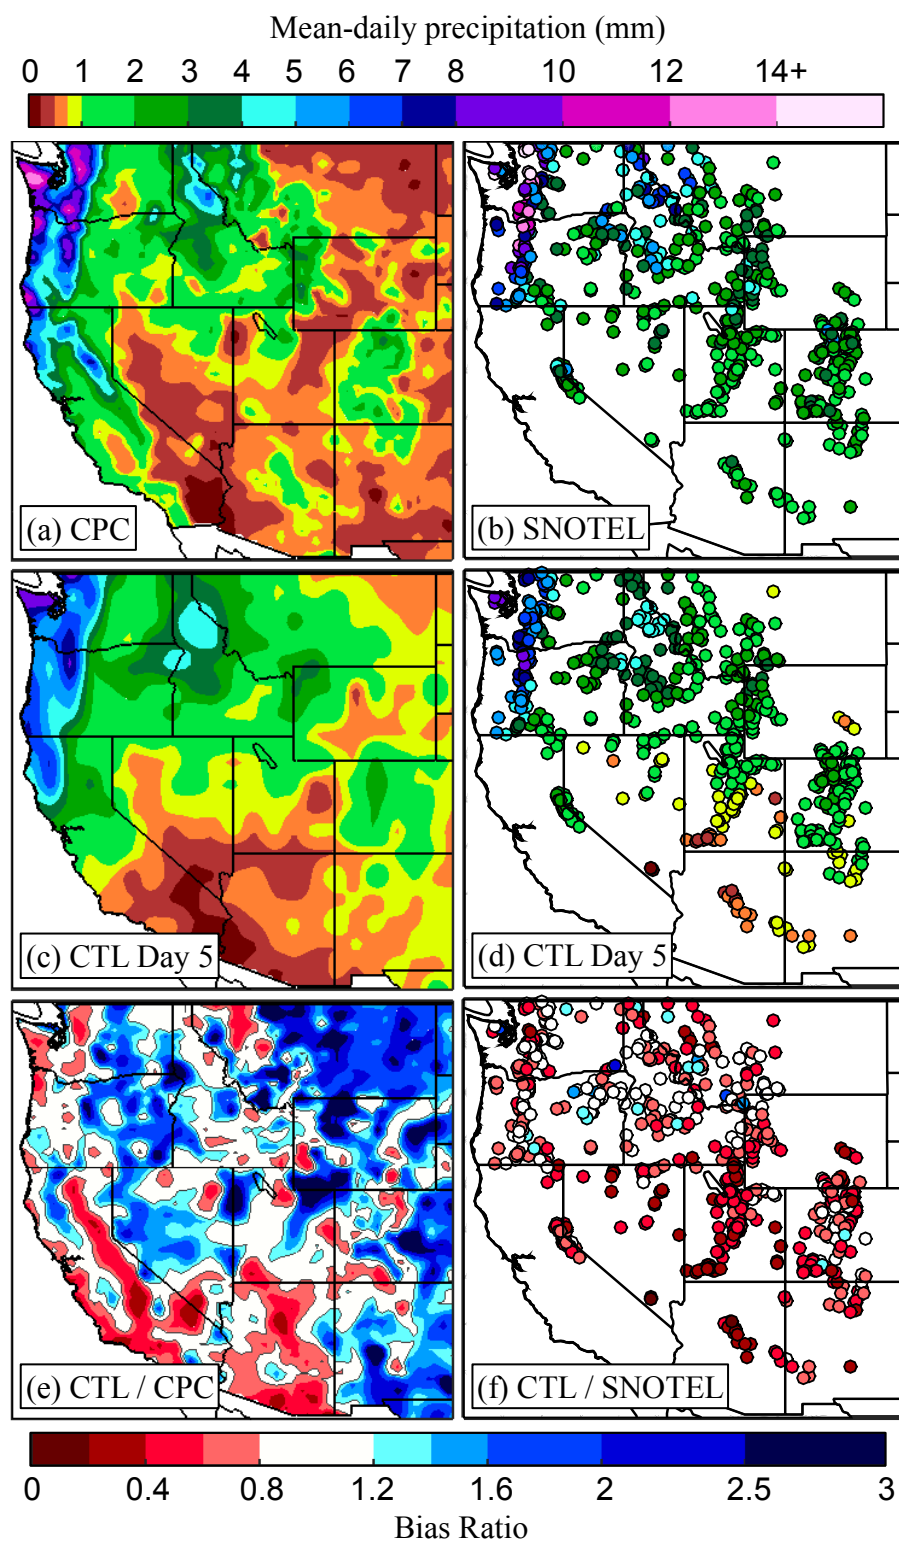 Mean-daily precipitation (mm)
0 1 2 3 4 5 6 7 8 10 12 14+
(a) CPC
(b) SNOTEL
(c) CTL Day 5
(d) CTL Day 5
(e) CTL / CPC
(f) CTL / SNOTEL
0 0.4 0.8 1.2 1.6 2 2.5 3
Bias Ratio